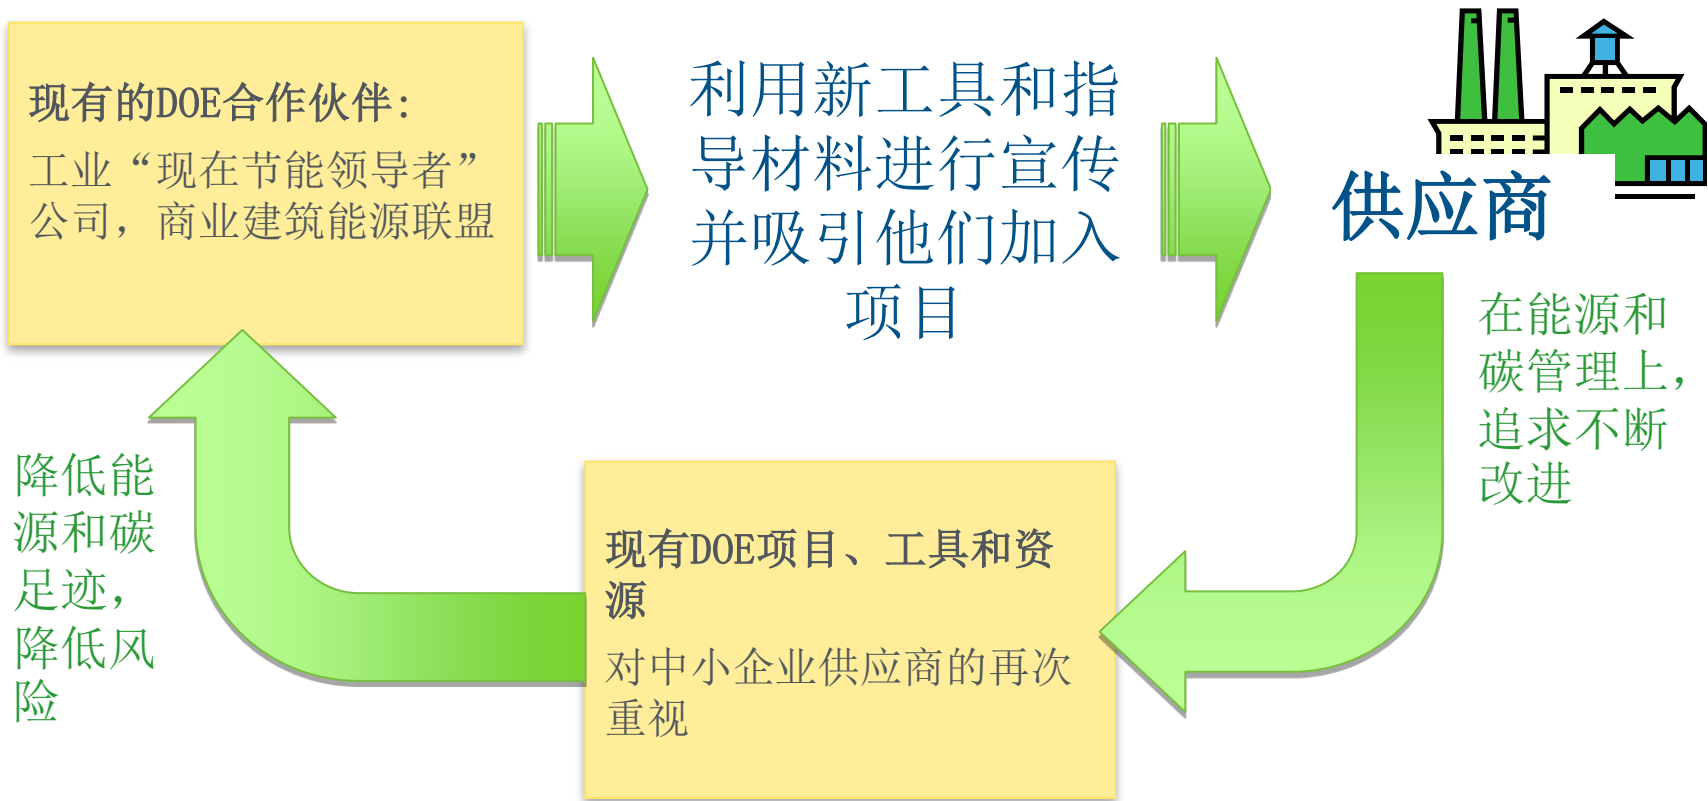 现有的DOE合作伙伴：
工业“现在节能领导者”
公司，商业建筑能源联盟
利用新工具和指
导材料进行宣传
并吸引他们加入
项目
供应商
在能源和
碳管理上，
追求不断
改进
现有DOE项目、工具和资
源
对中小企业供应商的再次
重视
降低能
源和碳
足迹，
降低风
险